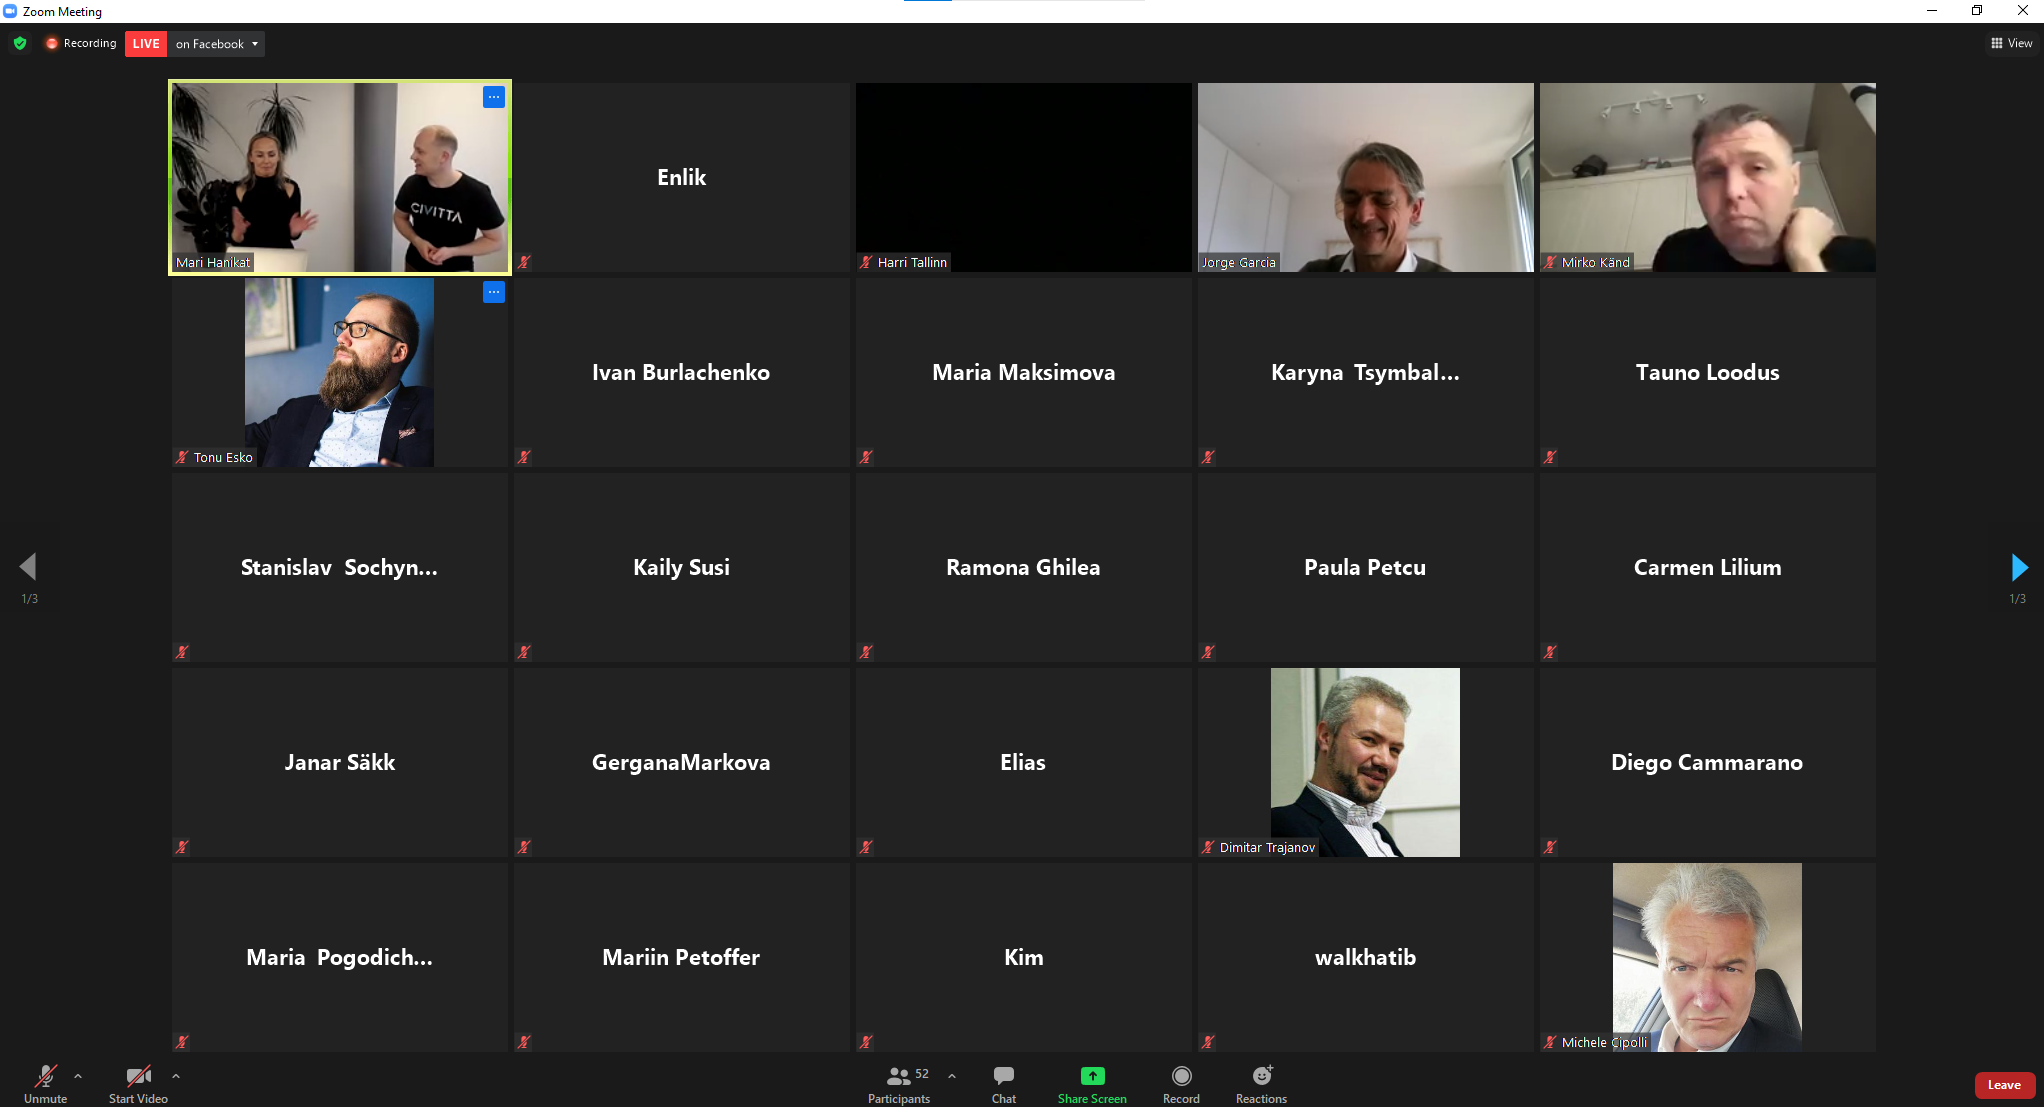 Zoom Meeting
Recording
LIVE
on Facebook
View
CIVITTA
Mari Hanikat
Enlik
Harri Tallinn
Jorge Garcia
Mirko Känd
Tonu Esko
Ivan Burlachenko
Maria Maksimova
Karyna Tsymbal...
Tauno Loodus
Stanislav Sochyn...
Kaily Susi
Ramona Ghilea
Paula Petcu
Carmen Lilium
1/3
1/3
Janar Säkk
GerganaMarkova
Elias
Dimitar Trajanov
Diego Cammarano
Maria Pogodich...
Mariin Petoffer
Kim
walkhatib
Michele Cipolli
Unmute
Start Video
52
Participants
Chat
Share Screen
Record
Reactions
Leave